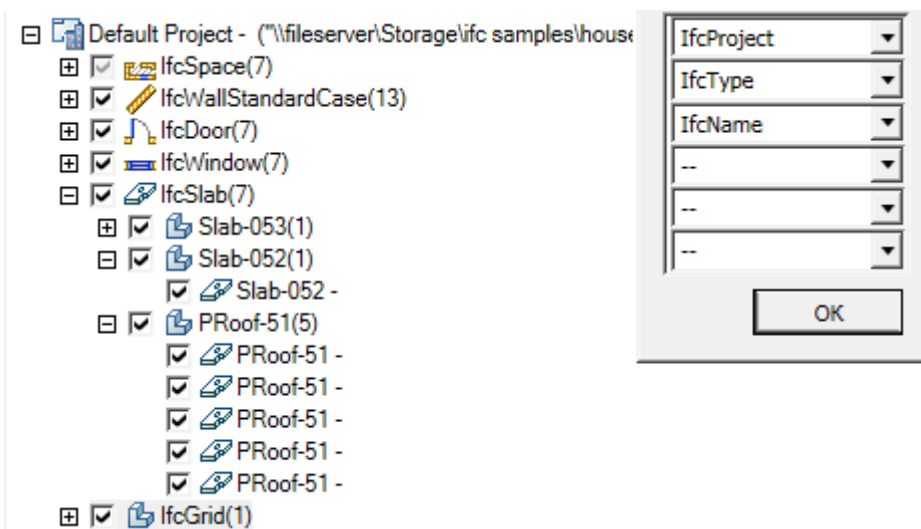 Default Project - ("\\fileserver\Storage\ifc samples\house
IfcSpace(7)
IfcWallStandardCase(13)
IfcDoor(7)
IfcWindow(7)
IfcSlab(7)
Slab-053(1)
Slab-052(1)
Slab-052 -
PRoof-51(5)
PRoof-51 -
PRoof-51 -
PRoof-51 -
PRoof-51 -
PRoof-51 -
IfcGrid(1)
IfcProject
IfcType
IfcName
--
--
--
OK